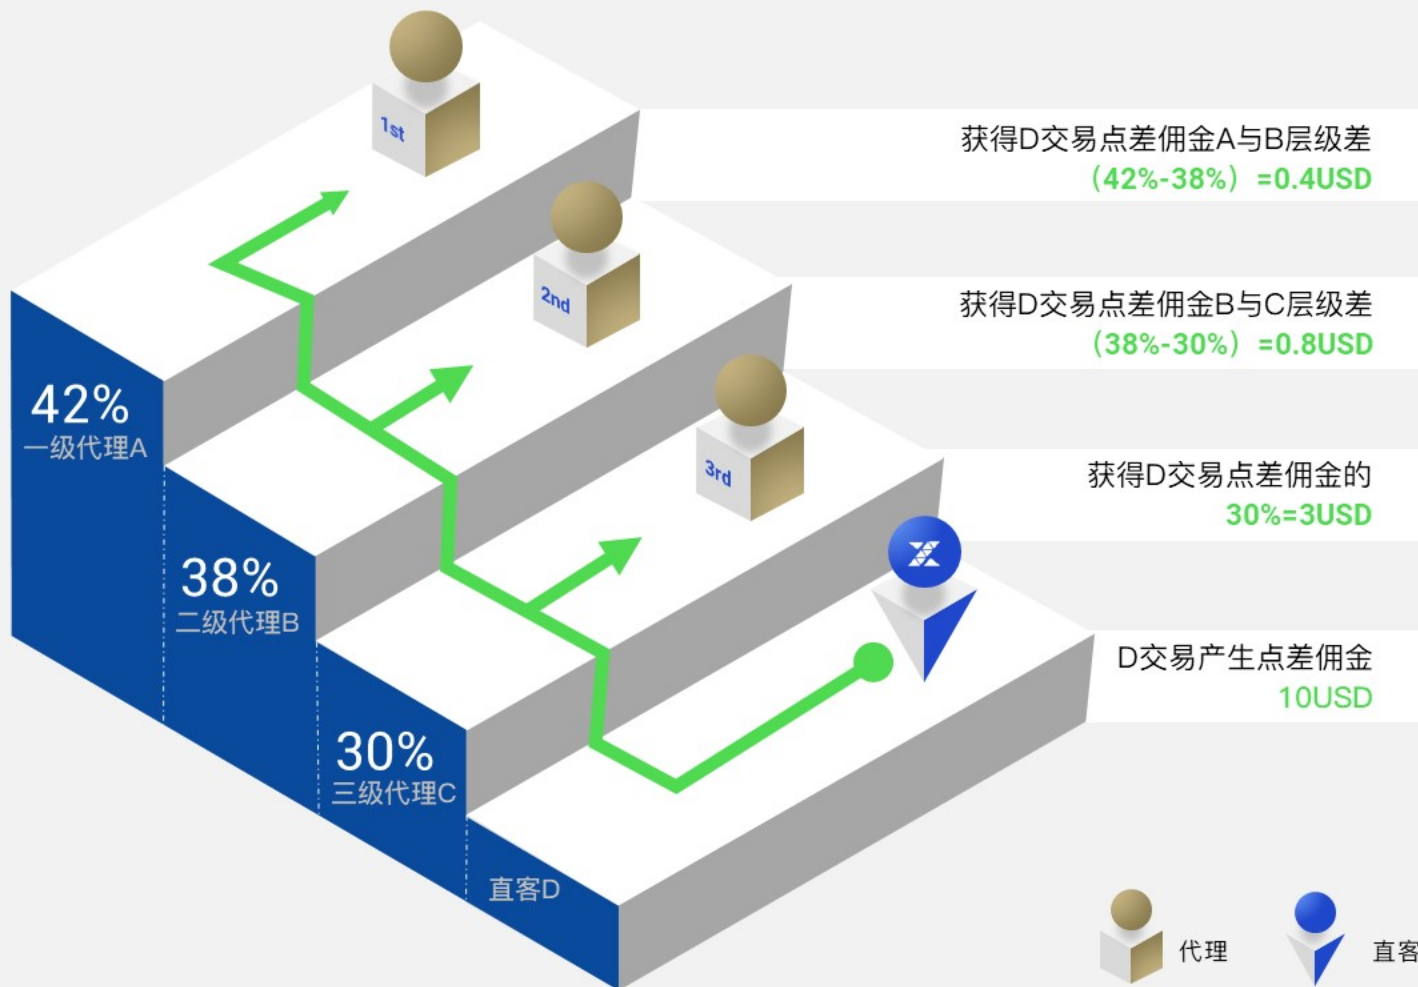 1st
获得D交易点差佣金A与B层级差
（42%-38%）=0.4USD
2nd
获得D交易点差佣金B与C层级差
（38%-30%）=0.8USD
42%
一级代理A
3rd
获得D交易点差佣金的
30%=3USD
38%
二级代理B
D交易产生点差佣金
10USD
30%
三级代理C
直客D
代理
直客